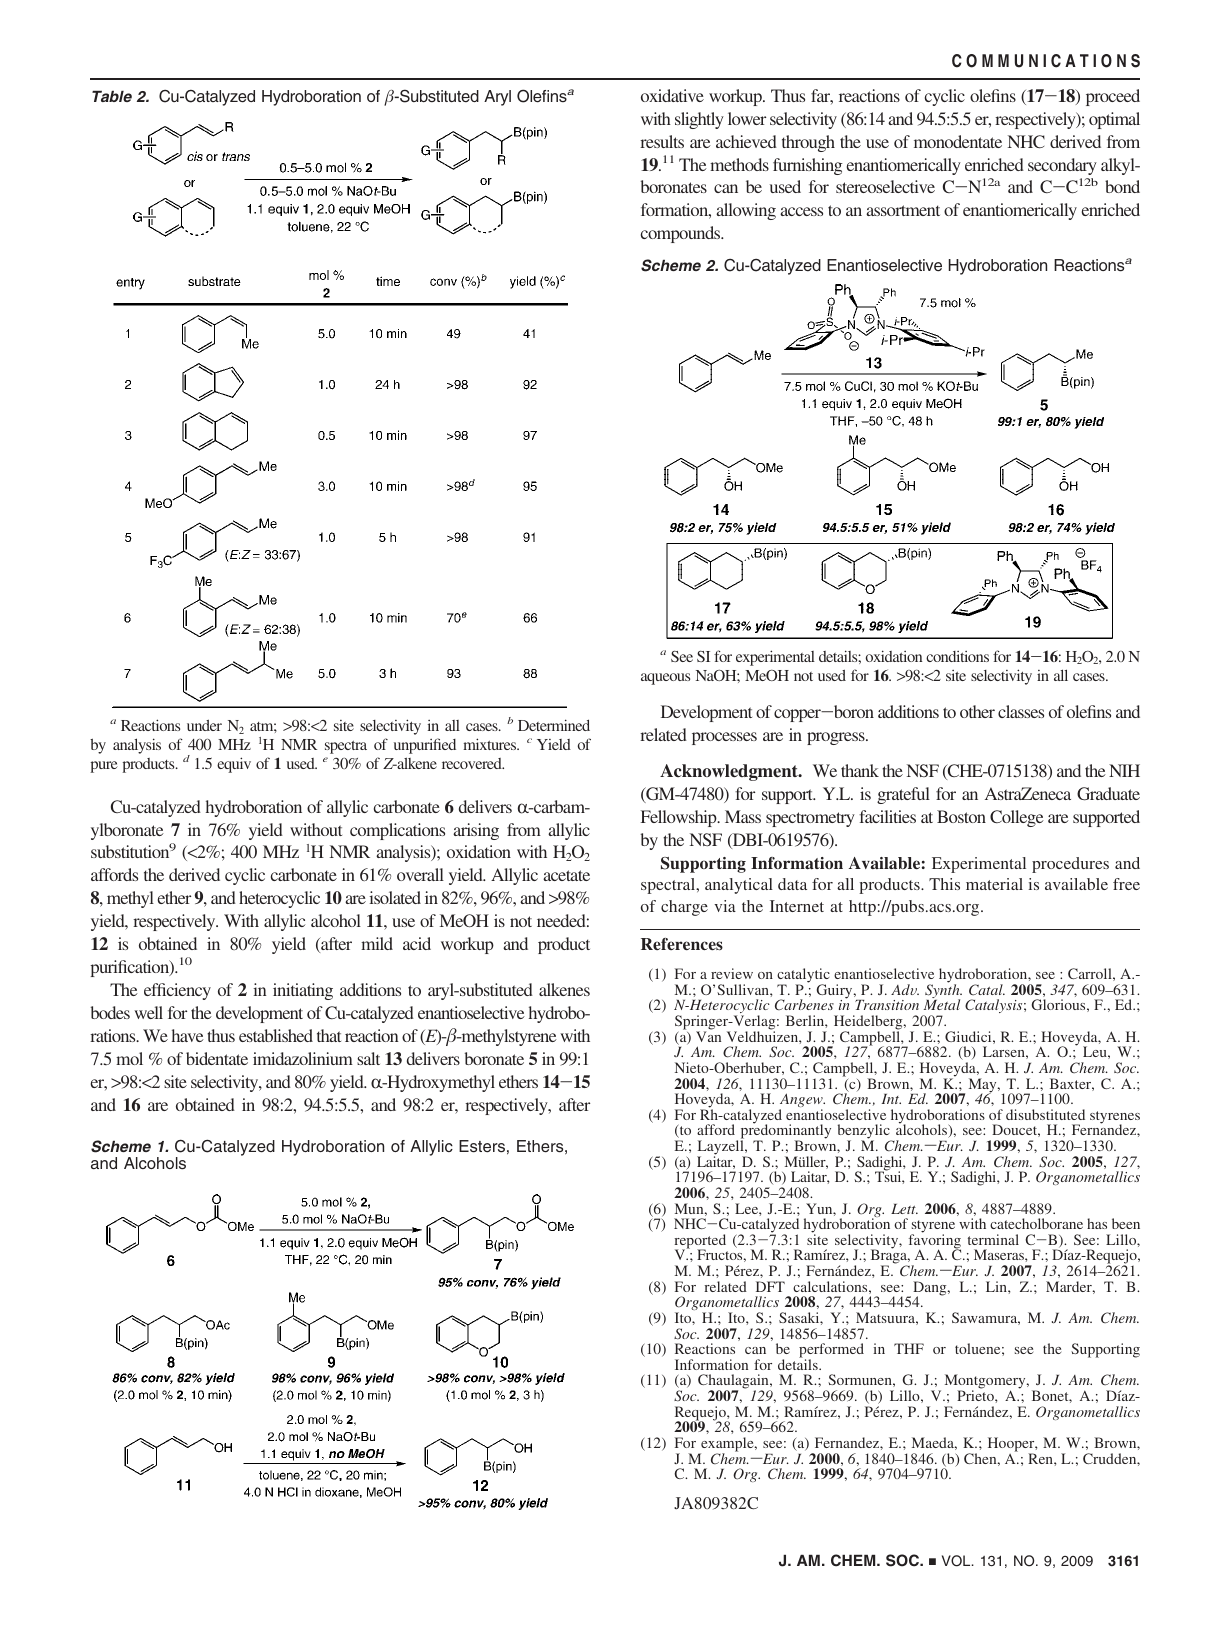 COMMUNICATIONS
Table 2. Cu-Catalyzed Hydroboration of β-Substituted Aryl Olefinsᵃ
G
R
cis or trans
or
G
0.5–5.0 mol % 2
0.5–5.0 mol % NaOt-Bu
1.1 equiv 1, 2.0 equiv MeOH
toluene, 22 °C
G
B(pin)
R
or
G
B(pin)
entry substrate mol % 2 time conv (%)ᵇ yield (%)ᶜ
1 Me 5.0 10 min 49 41
2 1.0 24 h >98 92
3 0.5 10 min >98 97
4 MeO Me 3.0 10 min >98ᵈ 95
5 F₃C Me (E:Z = 33:67) 1.0 5 h >98 91
6 Me Me (E:Z = 62:38) 1.0 10 min 70ᵉ 66
7 Me Me 5.0 3 h 93 88
ᵃ Reactions under N₂ atm; >98:<2 site selectivity in all cases. ᵇ Determined
by analysis of 400 MHz ¹H NMR spectra of unpurified mixtures. ᶜ Yield of
pure products. ᵈ 1.5 equiv of 1 used. ᵉ 30% of Z-alkene recovered.
Cu-catalyzed hydroboration of allylic carbonate 6 delivers α-carbam-
ylboronate 7 in 76% yield without complications arising from allylic
substitution⁹ (<2%; 400 MHz ¹H NMR analysis); oxidation with H₂O₂
affords the derived cyclic carbonate in 61% overall yield. Allylic acetate
8, methyl ether 9, and heterocyclic 10 are isolated in 82%, 96%, and >98%
yield, respectively. With allylic alcohol 11, use of MeOH is not needed:
12 is obtained in 80% yield (after mild acid workup and product
purification).¹⁰
The efficiency of 2 in initiating additions to aryl-substituted alkenes
bodes well for the development of Cu-catalyzed enantioselective hydrobo-
rations. We have thus established that reaction of (E)-β-methylstyrene with
7.5 mol % of bidentate imidazolinium salt 13 delivers boronate 5 in 99:1
er, >98:<2 site selectivity, and 80% yield. α-Hydroxymethyl ethers 14−15
and 16 are obtained in 98:2, 94.5:5.5, and 98:2 er, respectively, after
Scheme 1. Cu-Catalyzed Hydroboration of Allylic Esters, Ethers,
and Alcohols
O
O
OMe
6
5.0 mol % 2,
5.0 mol % NaOt-Bu
1.1 equiv 1, 2.0 equiv MeOH
THF, 22 °C, 20 min
O
O
OMe
B(pin)
7
95% conv, 76% yield
OAc
B(pin)
8
86% conv, 82% yield
(2.0 mol % 2, 10 min)
Me
OMe
B(pin)
9
98% conv, 96% yield
(2.0 mol % 2, 10 min)
B(pin)
O
10
>98% conv, >98% yield
(1.0 mol % 2, 3 h)
OH
11
2.0 mol % 2,
2.0 mol % NaOt-Bu
1.1 equiv 1, no MeOH
toluene, 22 °C, 20 min;
4.0 N HCl in dioxane, MeOH
OH
B(pin)
12
>95% conv, 80% yield
oxidative workup. Thus far, reactions of cyclic olefins (17−18) proceed
with slightly lower selectivity (86:14 and 94.5:5.5 er, respectively); optimal
results are achieved through the use of monodentate NHC derived from
19.¹¹ The methods furnishing enantiomerically enriched secondary alkyl-
boronates can be used for stereoselective C−N¹²ᵃ and C−C¹²ᵇ bond
formation, allowing access to an assortment of enantiomerically enriched
compounds.
Scheme 2. Cu-Catalyzed Enantioselective Hydroboration Reactionsᵃ
Me
Ph
Ph
7.5 mol %
O
O
S
O
⊖
N
⊕
N
i-Pr
i-Pr
i-Pr
13
7.5 mol % CuCl, 30 mol % KOt-Bu
1.1 equiv 1, 2.0 equiv MeOH
THF, –50 °C, 48 h
Me
B(pin)
5
99:1 er, 80% yield
OMe
OH
14
98:2 er, 75% yield
Me
OMe
OH
15
94.5:5.5 er, 51% yield
OH
OH
16
98:2 er, 74% yield
B(pin)
17
86:14 er, 63% yield
B(pin)
O
18
94.5:5.5, 98% yield
Ph
Ph
Ph
Ph
N
⊕
N
⊖
BF₄
19
ᵃ See SI for experimental details; oxidation conditions for 14−16: H₂O₂, 2.0 N
aqueous NaOH; MeOH not used for 16. >98:<2 site selectivity in all cases.
Development of copper−boron additions to other classes of olefins and
related processes are in progress.
Acknowledgment. We thank the NSF (CHE-0715138) and the NIH
(GM-47480) for support. Y.L. is grateful for an AstraZeneca Graduate
Fellowship. Mass spectrometry facilities at Boston College are supported
by the NSF (DBI-0619576).
Supporting Information Available: Experimental procedures and
spectral, analytical data for all products. This material is available free
of charge via the Internet at http://pubs.acs.org.
References
(1) For a review on catalytic enantioselective hydroboration, see : Carroll, A.-
M.; O'Sullivan, T. P.; Guiry, P. J. Adv. Synth. Catal. 2005, 347, 609–631.
(2) N-Heterocyclic Carbenes in Transition Metal Catalysis; Glorious, F., Ed.;
Springer-Verlag: Berlin, Heidelberg, 2007.
(3) (a) Van Veldhuizen, J. J.; Campbell, J. E.; Giudici, R. E.; Hoveyda, A. H.
J. Am. Chem. Soc. 2005, 127, 6877–6882. (b) Larsen, A. O.; Leu, W.;
Nieto-Oberhuber, C.; Campbell, J. E.; Hoveyda, A. H. J. Am. Chem. Soc.
2004, 126, 11130–11131. (c) Brown, M. K.; May, T. L.; Baxter, C. A.;
Hoveyda, A. H. Angew. Chem., Int. Ed. 2007, 46, 1097–1100.
(4) For Rh-catalyzed enantioselective hydroborations of disubstituted styrenes
(to afford predominantly benzylic alcohols), see: Doucet, H.; Fernandez,
E.; Layzell, T. P.; Brown, J. M. Chem.—Eur. J. 1999, 5, 1320–1330.
(5) (a) Laitar, D. S.; Müller, P.; Sadighi, J. P. J. Am. Chem. Soc. 2005, 127,
17196–17197. (b) Laitar, D. S.; Tsui, E. Y.; Sadighi, J. P. Organometallics
2006, 25, 2405–2408.
(6) Mun, S.; Lee, J.-E.; Yun, J. Org. Lett. 2006, 8, 4887–4889.
(7) NHC−Cu-catalyzed hydroboration of styrene with catecholborane has been
reported (2.3−7.3:1 site selectivity, favoring terminal C−B). See: Lillo,
V.; Fructos, M. R.; Ramírez, J.; Braga, A. A. C.; Maseras, F.; Díaz-Requejo,
M. M.; Pérez, P. J.; Fernández, E. Chem.—Eur. J. 2007, 13, 2614–2621.
(8) For related DFT calculations, see: Dang, L.; Lin, Z.; Marder, T. B.
Organometallics 2008, 27, 4443–4454.
(9) Ito, H.; Ito, S.; Sasaki, Y.; Matsuura, K.; Sawamura, M. J. Am. Chem.
Soc. 2007, 129, 14856–14857.
(10) Reactions can be performed in THF or toluene; see the Supporting
Information for details.
(11) (a) Chaulagain, M. R.; Sormunen, G. J.; Montgomery, J. J. Am. Chem.
Soc. 2007, 129, 9568–9669. (b) Lillo, V.; Prieto, A.; Bonet, A.; Díaz-
Requejo, M. M.; Ramírez, J.; Pérez, P. J.; Fernández, E. Organometallics
2009, 28, 659–662.
(12) For example, see: (a) Fernandez, E.; Maeda, K.; Hooper, M. W.; Brown,
J. M. Chem.—Eur. J. 2000, 6, 1840–1846. (b) Chen, A.; Ren, L.; Crudden,
C. M. J. Org. Chem. 1999, 64, 9704–9710.
JA809382C
J. AM. CHEM. SOC. ■ VOL. 131, NO. 9, 2009 3161